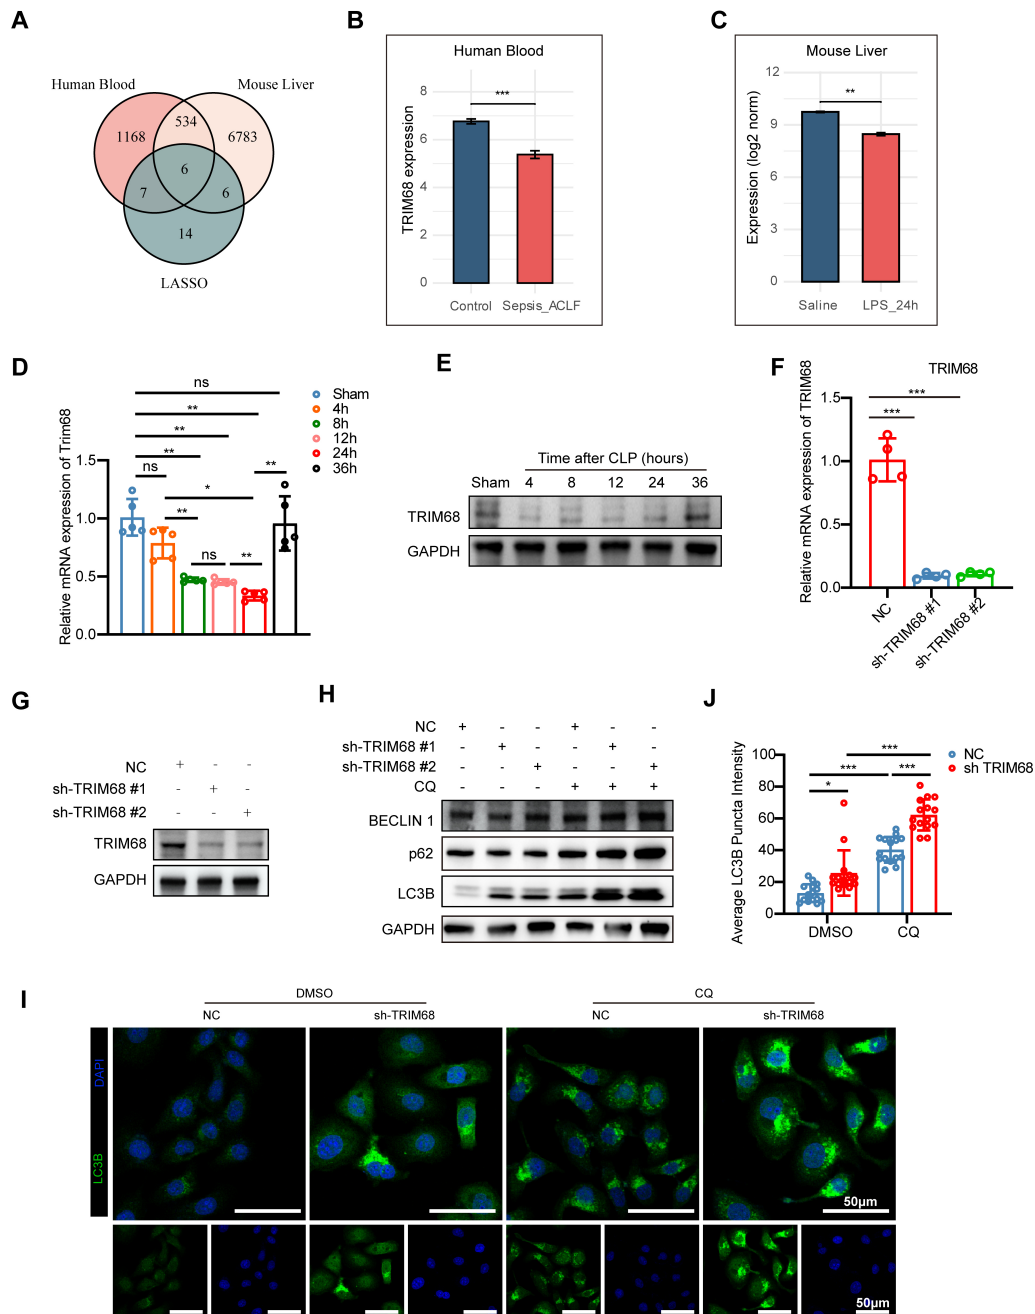 A
Human Blood
Mouse Liver
1168
534
6783
6
7
6
14
LASSO
B
Human Blood
TRIM68 expression
8
6
4
2
0
***
Control
Sepsis_ACLF
C
Mouse Liver
Expression (log2 norm)
12
9
6
3
0
**
Saline
LPS_24h
D
Relative mRNA expression of Trim68
1.5
1.0
0.5
0.0
ns
**
**
**
ns
**
*
**
ns
**
Sham
4h
8h
12h
24h
36h
E
Time after CLP (hours)
Sham 4 8 12 24 36
TRIM68
GAPDH
F
TRIM68
Relative mRNA expression of TRIM68
1.5
1.0
0.5
0.0
***
***
NC
sh-TRIM68 #1
sh-TRIM68 #2
G
NC + - -
sh-TRIM68 #1 - + -
sh-TRIM68 #2 - - +
TRIM68
GAPDH
H
NC + - - + - -
sh-TRIM68 #1 - + - - + -
sh-TRIM68 #2 - - + - - +
CQ - - - + + +
BECLIN 1
p62
LC3B
GAPDH
J
Average LC3B Puncta Intensity
100
80
60
40
20
0
***
***
***
*
NC
sh TRIM68
DMSO
CQ
I
DMSO
CQ
NC
sh-TRIM68
NC
sh-TRIM68
DAPI
LC3B
50μm
50μm